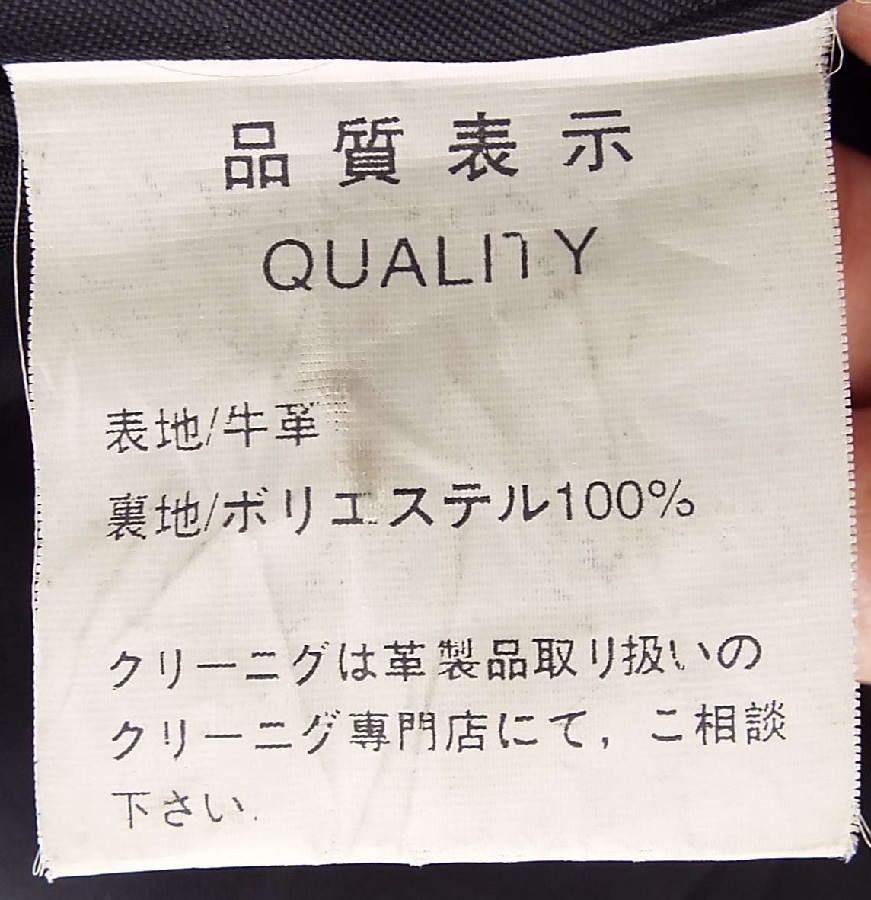 品質表示
QUALITY
表地/牛革
裏地/ポリエステル100%
クリーニングは革製品取り扱いの
クリーニング専門店にて，ご相談
下さい.